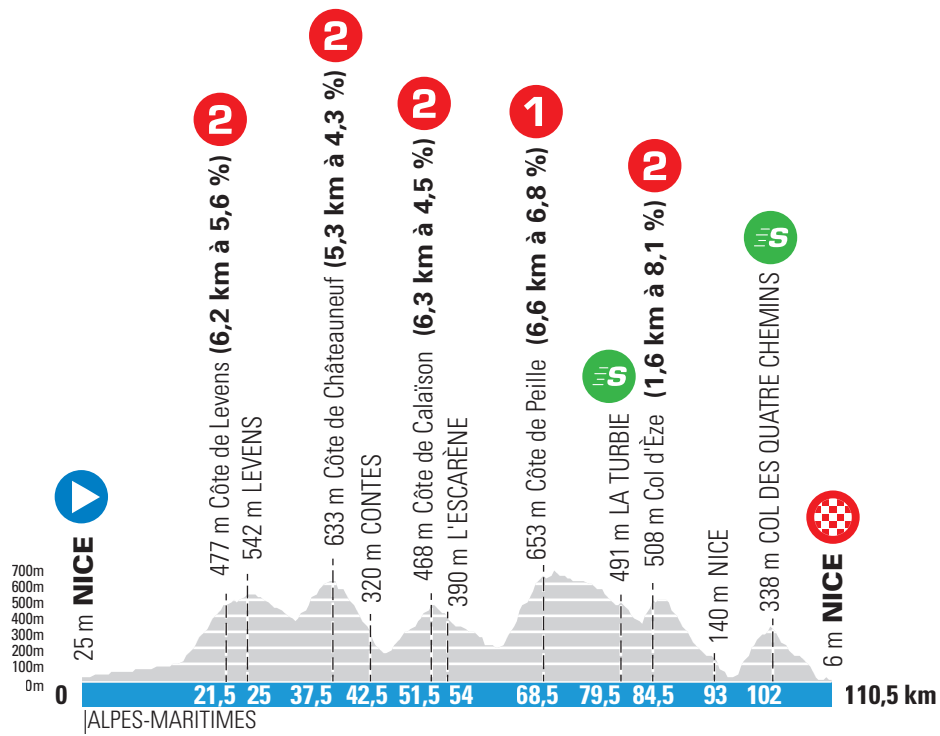 2
477 m Côte de Levens (6,2 km à 5,6 %)
542 m LEVENS
2
633 m Côte de Châteauneuf (5,3 km à 4,3 %)
320 m CONTES
2
468 m Côte de Calaïson (6,3 km à 4,5 %)
390 m L'ESCARÈNE
1
653 m Côte de Peille (6,6 km à 6,8 %)
S
491 m LA TURBIE
2
508 m Col d'Èze (1,6 km à 8,1 %)
140 m NICE
S
338 m COL DES QUATRE CHEMINS
25 m NICE
6 m NICE
700m
600m
500m
400m
300m
200m
100m
0m
0 21,5 25 37,5 42,5 51,5 54 68,5 79,5 84,5 93 102 110,5 km
ALPES-MARITIMES